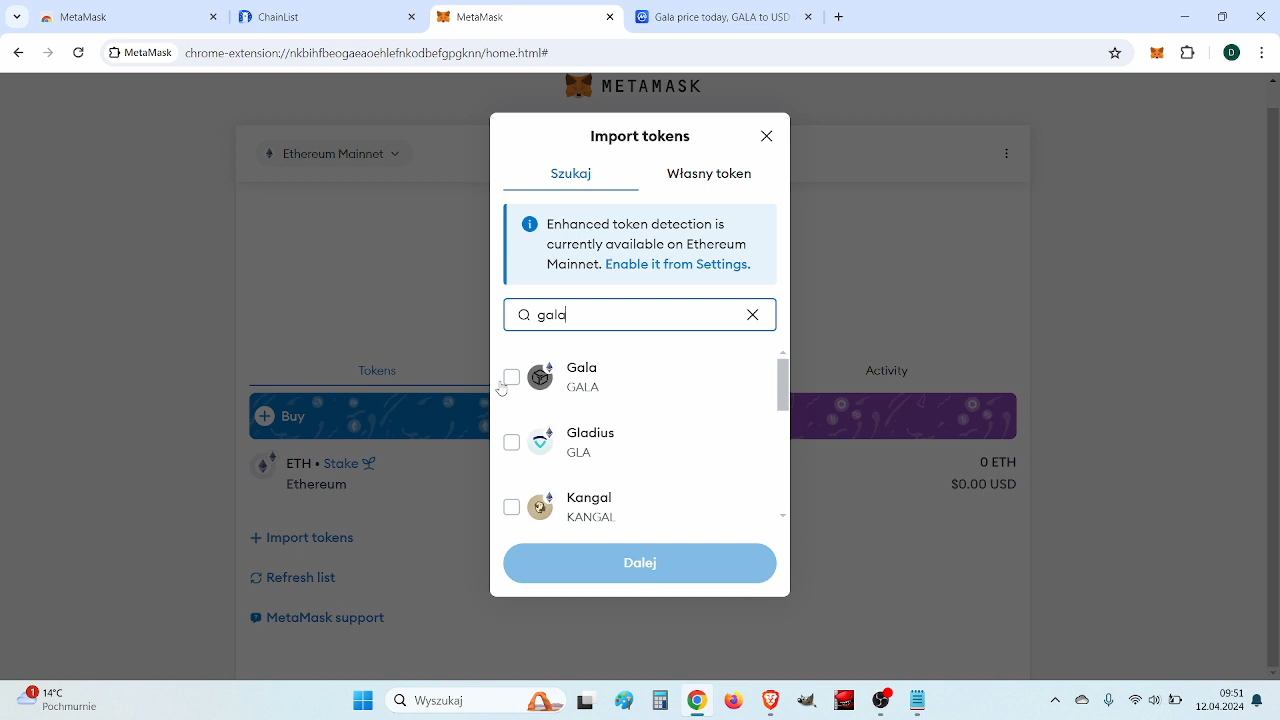 MetaMask
ChainList
MetaMask
Gala price today, GALA to USD
MetaMask
chrome-extension://nkbihfbeogaeaoehlefnkodbefgpgknn/home.html#
D
METAMASK
Ethereum Mainnet
Import tokens
Szukaj
Własny token
Enhanced token detection is
currently available on Ethereum
Mainnet. Enable it from Settings.
gala
Gala
GALA
Gladius
GLA
Kangal
KANGAL
Dalej
Tokens
Activity
Buy
ETH • Stake
Ethereum
0 ETH
$0.00 USD
Import tokens
Refresh list
MetaMask support
1
14°C
Pochmurnie
Wyszukaj
09:51
12.04.2024